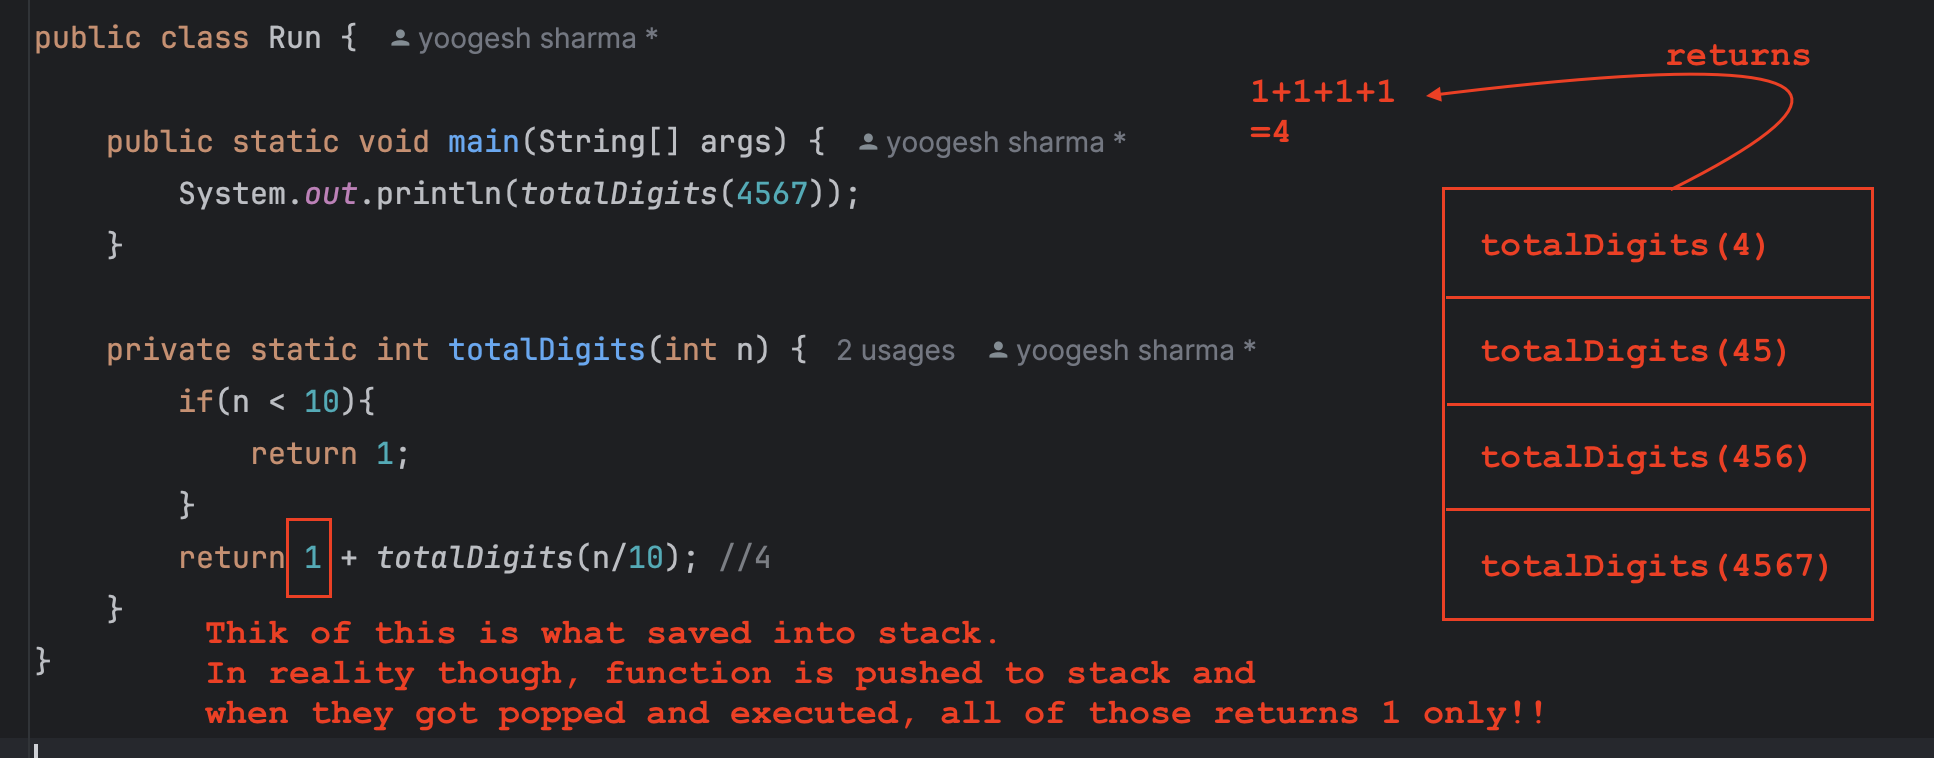 public class Run { yoogesh sharma *
returns
1+1+1+1
=4
public static void main(String[] args) { yoogesh sharma *
System.out.println(totalDigits(4567));
}
totalDigits(4)
totalDigits(45)
totalDigits(456)
totalDigits(4567)
private static int totalDigits(int n) { 2 usages yoogesh sharma *
if(n < 10){
return 1;
}
return 1 + totalDigits(n/10); //4
}
Thik of this is what saved into stack.
In reality though, function is pushed to stack and
when they got popped and executed, all of those returns 1 only!!
}